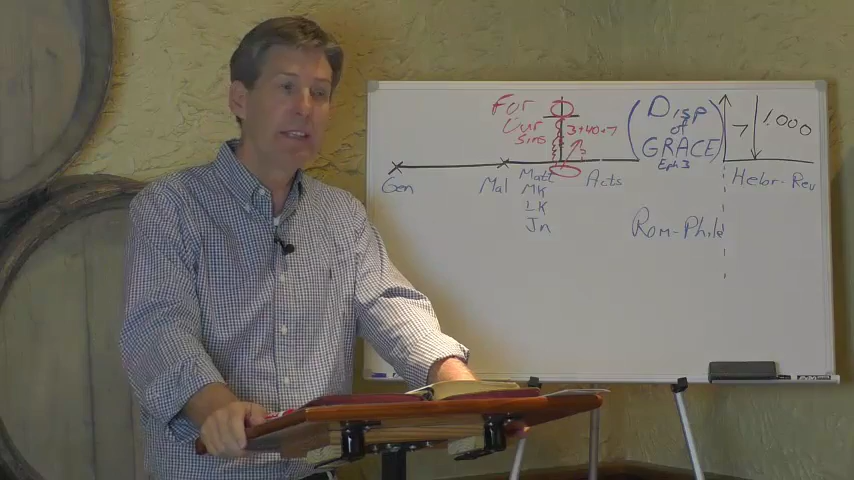 For
Our
sins
3+40+7
Disp
of
GRACE
Eph 3
7
1,000
Gen
Mal
Matt
MK
LK
Jn
Acts
Hebr-Rev
Rom-Phile